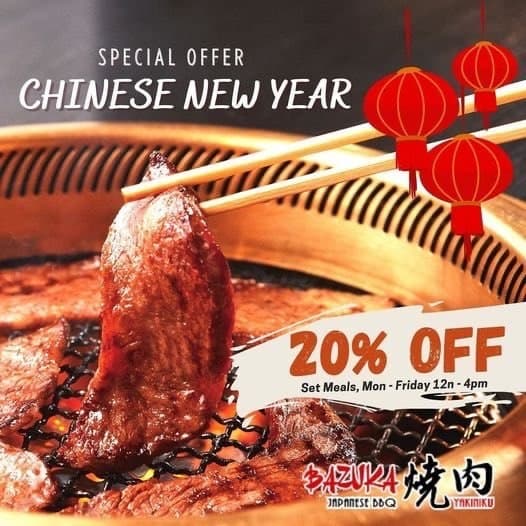 SPECIAL OFFER
CHINESE NEW YEAR
20% OFF
Set Meals, Mon - Friday 12n - 4pm
BAZUKA 焼肉
JAPANESE BBQ YAKINIKU